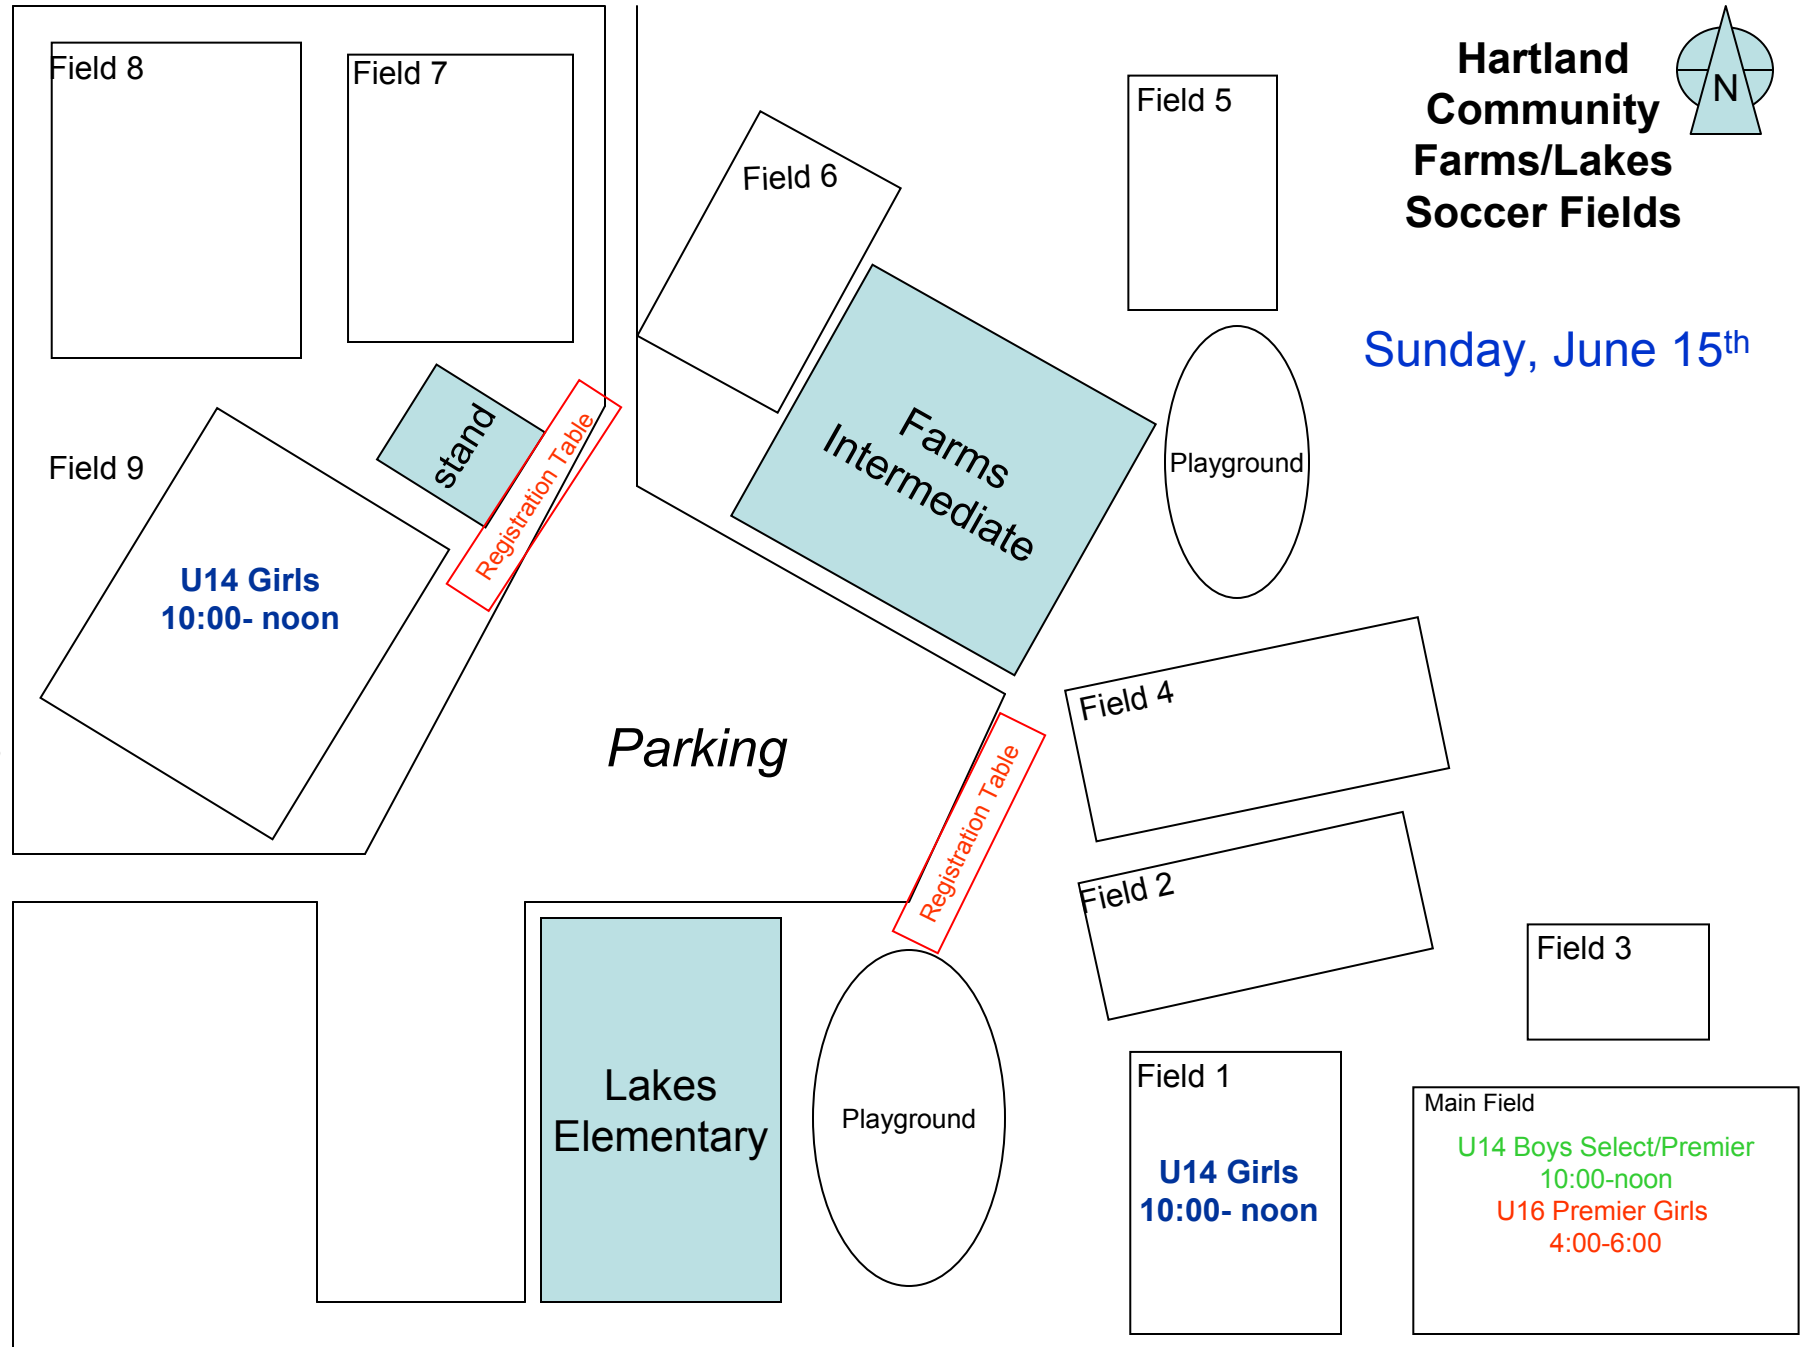 Hartland
Community
Farms/Lakes
Soccer Fields
N
Sunday, June 15th
Field 8
Field 7
Field 6
Field 5
stand
Registration Table
Farms
Intermediate
Playground
Field 9
U14 Girls
10:00- noon
Parking
Registration Table
Field 4
Field 2
Field 3
Lakes
Elementary
Playground
Field 1
U14 Girls
10:00- noon
Main Field
U14 Boys Select/Premier
10:00-noon
U16 Premier Girls
4:00-6:00